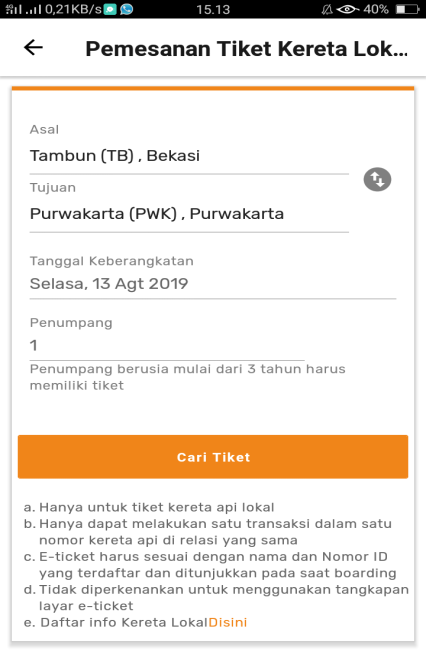 0,21KB/s 15.13 40%
Pemesanan Tiket Kereta Lok...
Asal
Tambun (TB) , Bekasi
Tujuan
Purwakarta (PWK) , Purwakarta
Tanggal Keberangkatan
Selasa, 13 Agt 2019
Penumpang
1
Penumpang berusia mulai dari 3 tahun harus
memiliki tiket
Cari Tiket
a. Hanya untuk tiket kereta api lokal
b. Hanya dapat melakukan satu transaksi dalam satu
nomor kereta api di relasi yang sama
c. E-ticket harus sesuai dengan nama dan Nomor ID
yang terdaftar dan ditunjukkan pada saat boarding
d. Tidak diperkenankan untuk menggunakan tangkapan
layar e-ticket
e. Daftar info Kereta LokalDisini